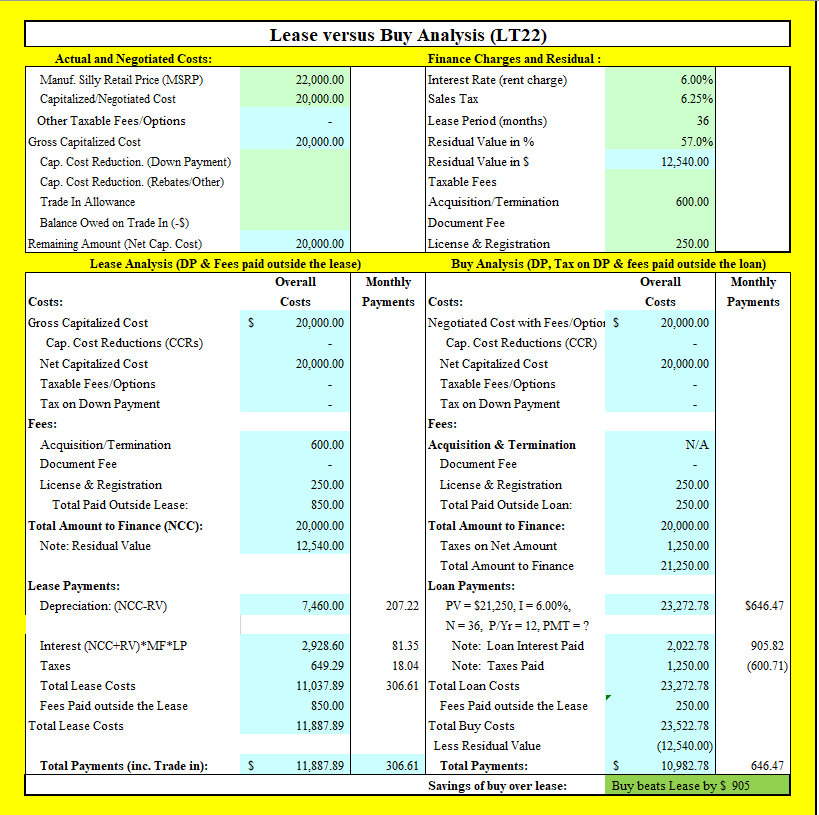 Lease versus Buy Analysis (LT22)
Actual and Negotiated Costs: Finance Charges and Residual :
Manuf. Silly Retail Price (MSRP) 22,000.00 Interest Rate (rent charge) 6.00%
Capitalized/Negotiated Cost 20,000.00 Sales Tax 6.25%
Other Taxable Fees/Options - Lease Period (months) 36
Gross Capitalized Cost 20,000.00 Residual Value in % 57.0%
Cap. Cost Reduction. (Down Payment) Residual Value in $ 12,540.00
Cap. Cost Reduction. (Rebates/Other) Taxable Fees
Trade In Allowance Acquisition/Termination 600.00
Balance Owed on Trade In (-$) Document Fee
Remaining Amount (Net Cap. Cost) 20,000.00 License & Registration 250.00
Lease Analysis (DP & Fees paid outside the lease) Buy Analysis (DP, Tax on DP & fees paid outside the loan)
Overall Monthly Overall Monthly
Costs: Costs Payments Costs: Costs Payments
Gross Capitalized Cost $ 20,000.00 Negotiated Cost with Fees/Option $ 20,000.00
Cap. Cost Reductions (CCRs) - Cap. Cost Reductions (CCR) -
Net Capitalized Cost 20,000.00 Net Capitalized Cost 20,000.00
Taxable Fees/Options - Taxable Fees/Options -
Tax on Down Payment - Tax on Down Payment -
Fees: Fees:
Acquisition/Termination 600.00 Acquisition & Termination N/A
Document Fee - Document Fee -
License & Registration 250.00 License & Registration 250.00
Total Paid Outside Lease: 850.00 Total Paid Outside Loan: 250.00
Total Amount to Finance (NCC): 20,000.00 Total Amount to Finance: 20,000.00
Note: Residual Value 12,540.00 Taxes on Net Amount 1,250.00
Total Amount to Finance 21,250.00
Lease Payments: Loan Payments:
Depreciation: (NCC-RV) 7,460.00 207.22 PV = $21,250, I = 6.00%, 23,272.78 $646.47
N = 36, P/Yr = 12, PMT = ?
Interest (NCC+RV)*MF*LP 2,928.60 81.35 Note: Loan Interest Paid 2,022.78 905.82
Taxes 649.29 18.04 Note: Taxes Paid 1,250.00 (600.71)
Total Lease Costs 11,037.89 306.61 Total Loan Costs 23,272.78
Fees Paid outside the Lease 850.00 Fees Paid outside the Lease 250.00
Total Lease Costs 11,887.89 Total Buy Costs 23,522.78
Less Residual Value (12,540.00)
Total Payments (inc. Trade in): $ 11,887.89 306.61 Total Payments: $ 10,982.78 646.47
Savings of buy over lease: Buy beats Lease by $ 905